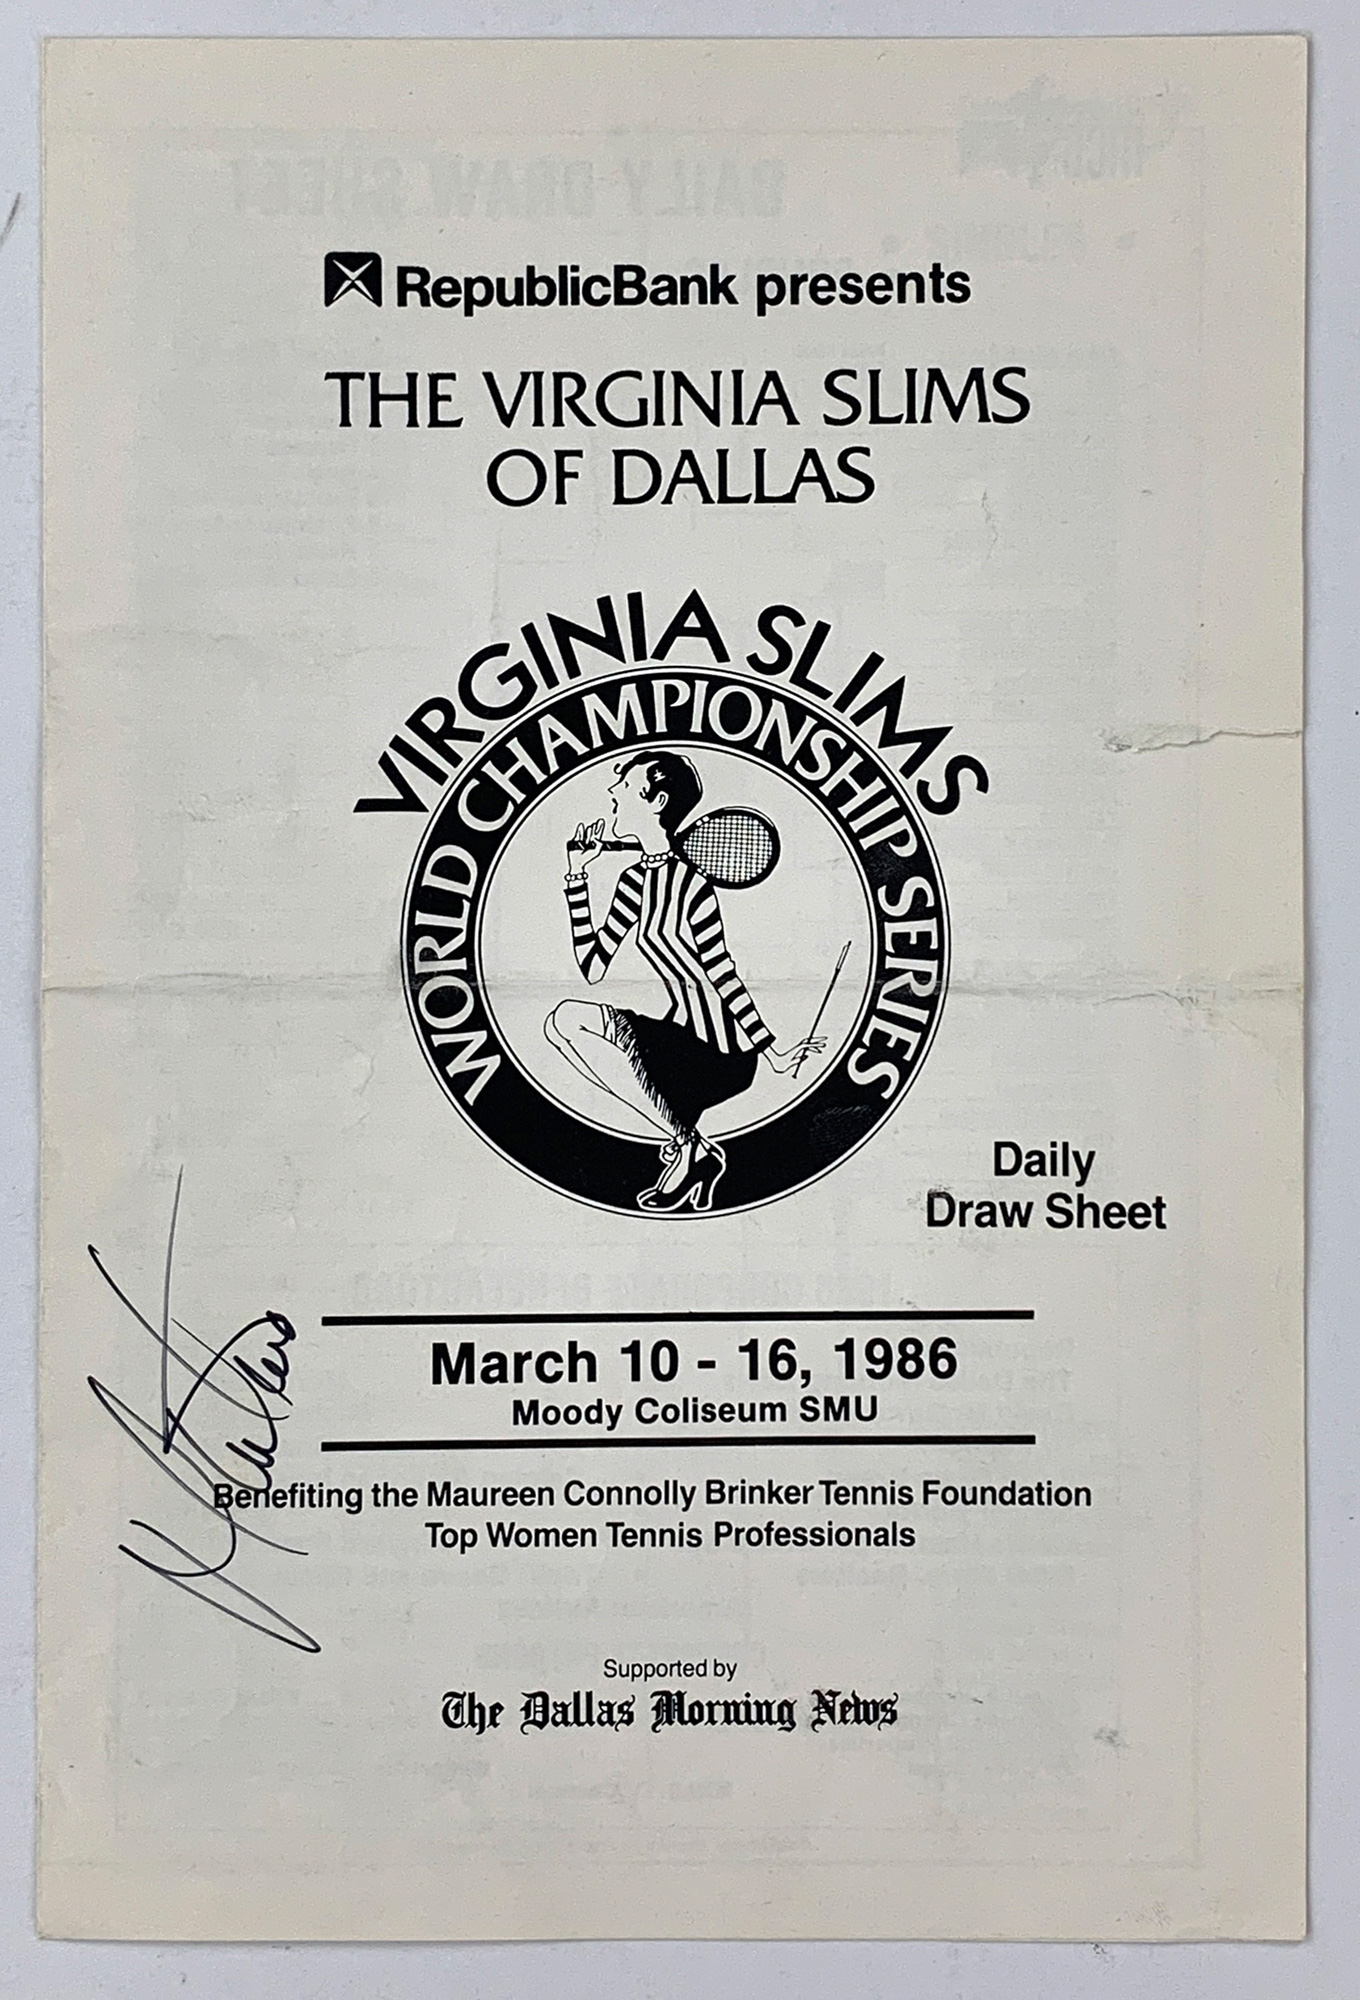 RepublicBank presents
THE VIRGINIA SLIMS
OF DALLAS
VIRGINIA SLIMS
WORLD CHAMPIONSHIP SERIES
Daily
Draw Sheet
March 10 - 16, 1986
Moody Coliseum SMU
Benefiting the Maureen Connolly Brinker Tennis Foundation
Top Women Tennis Professionals
Supported by
The Dallas Morning News